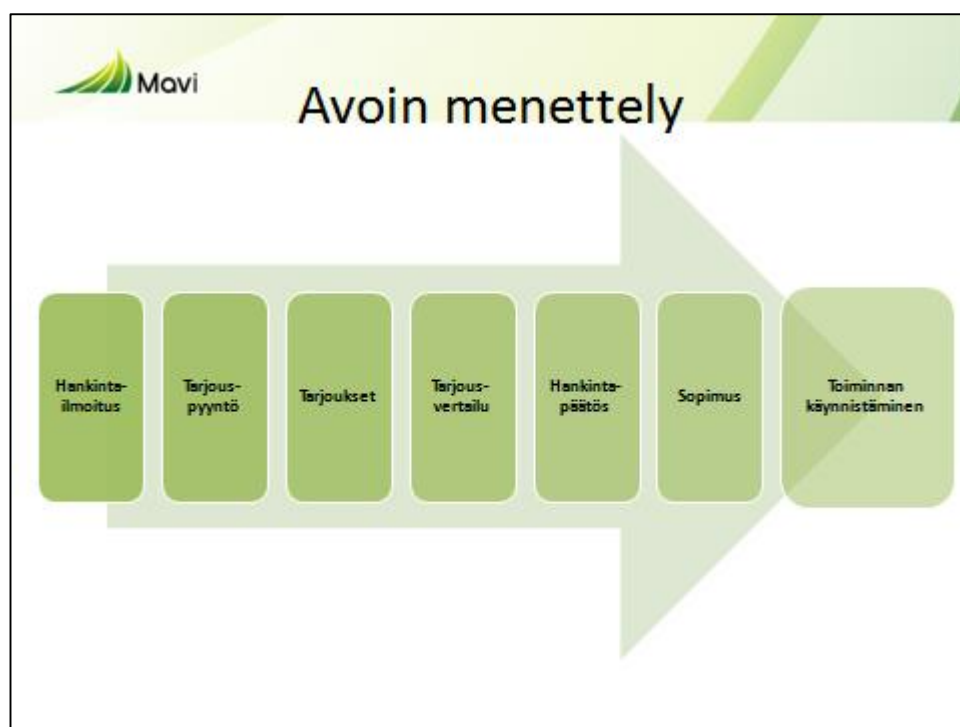 Mavi
Avoin menettely
Hankinta-
ilmoitus
Tarjous-
pyyntö
Tarjoukset
Tarjous-
vertailu
Hankinta-
päätös
Sopimus
Toiminnan
käynnistäminen